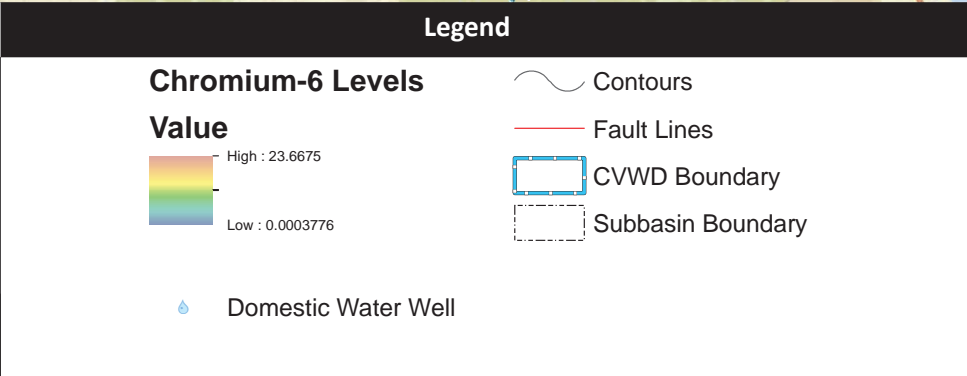 Legend
Chromium-6 Levels
Value
High : 23.6675
Low : 0.0003776
Domestic Water Well
Contours
Fault Lines
CVWD Boundary
Subbasin Boundary